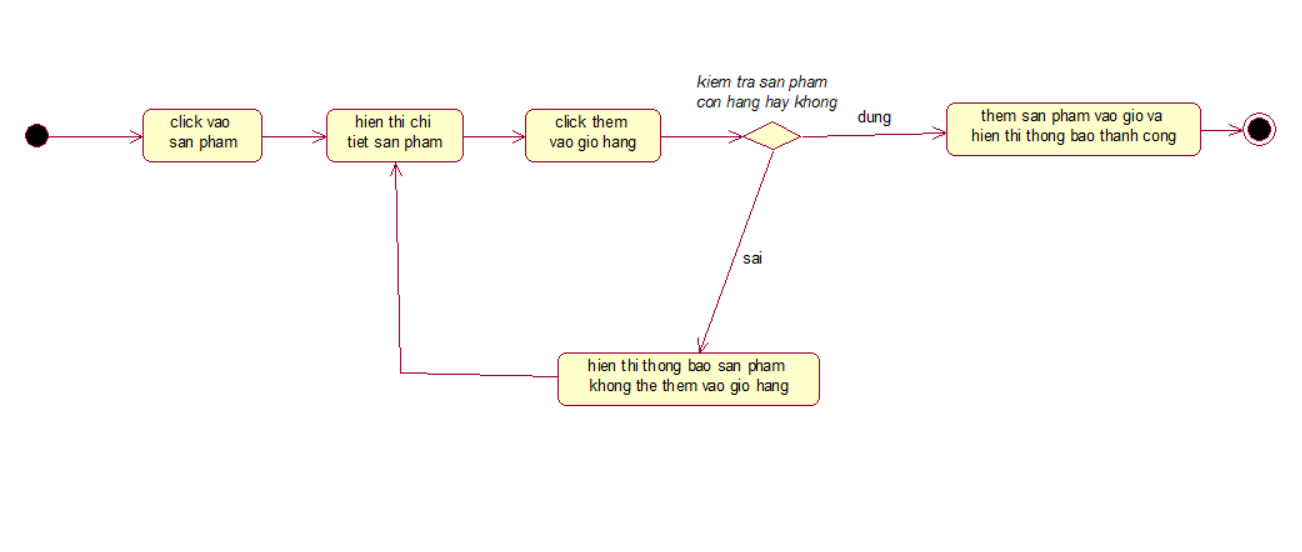 click vao
san pham
hien thi chi
tiet san pham
click them
vao gio hang
kiem tra san pham
con hang hay khong
dung
them san pham vao gio va
hien thi thong bao thanh cong
sai
hien thi thong bao san pham
khong the them vao gio hang